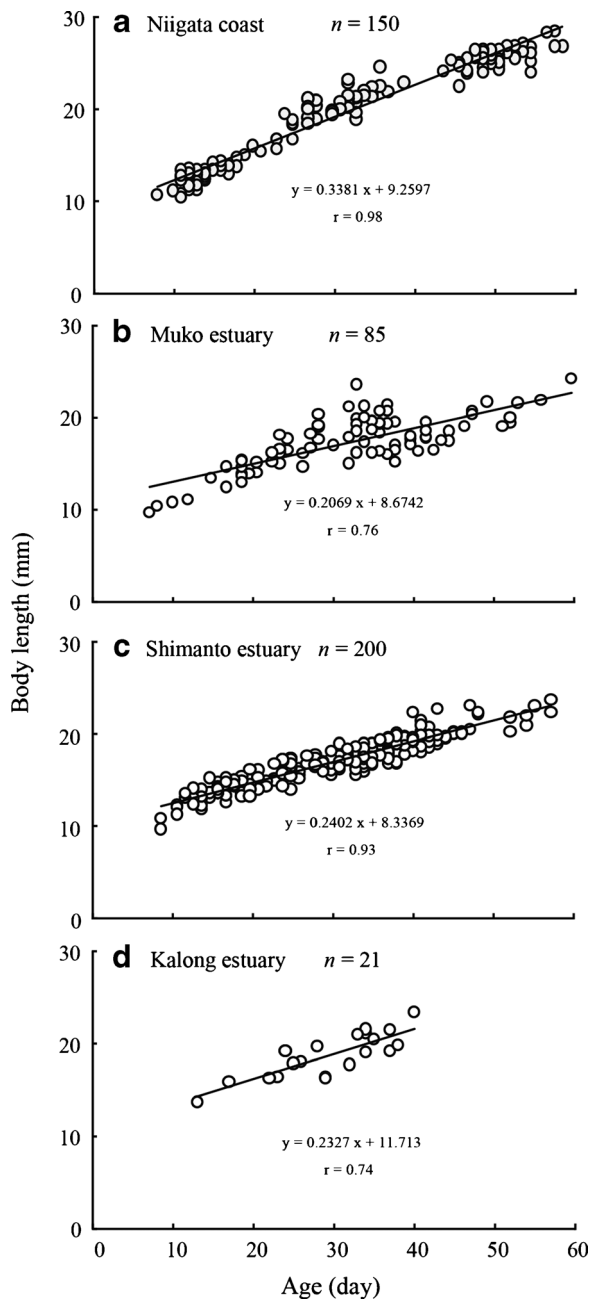 a Niigata coast n = 150
30
20
10
0
y = 0.3381 x + 9.2597
r = 0.98
b Muko estuary n = 85
30
20
10
0
y = 0.2069 x + 8.6742
r = 0.76
Body length (mm)
c Shimanto estuary n = 200
30
20
10
0
y = 0.2402 x + 8.3369
r = 0.93
d Kalong estuary n = 21
30
20
10
0
y = 0.2327 x + 11.713
r = 0.74
0 10 20 30 40 50 60
Age (day)